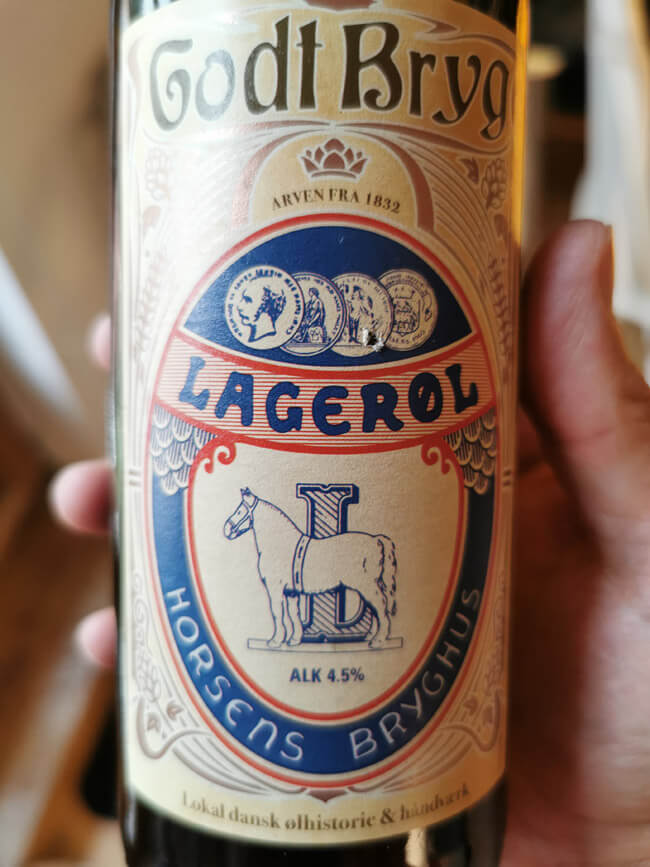 Godt Bryg
ARVEN FRA 1832
LAGERØL
L
ALK 4.5%
HORSENS BRYGHUS
Lokal dansk ølhistorie & håndværk